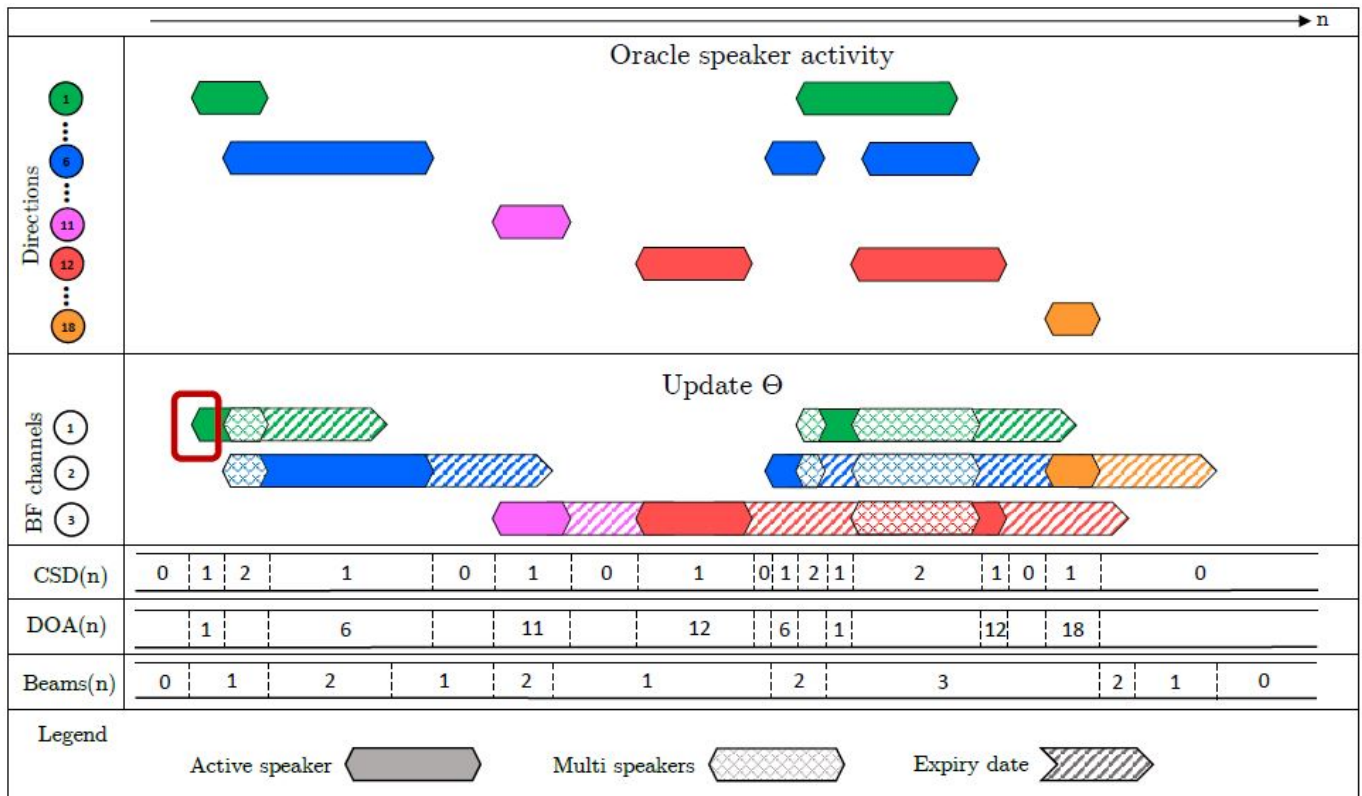 n
Oracle speaker activity
Directions
1
6
11
12
18
Update Θ
BF channels
1
2
3
CSD(n) 0 1 2 1 0 1 0 1 0 1 2 1 2 1 0 1 0
DOA(n) 1 6 11 12 6 1 12 18
Beams(n) 0 1 2 1 2 1 2 3 2 1 0
Legend
Active speaker Multi speakers Expiry date